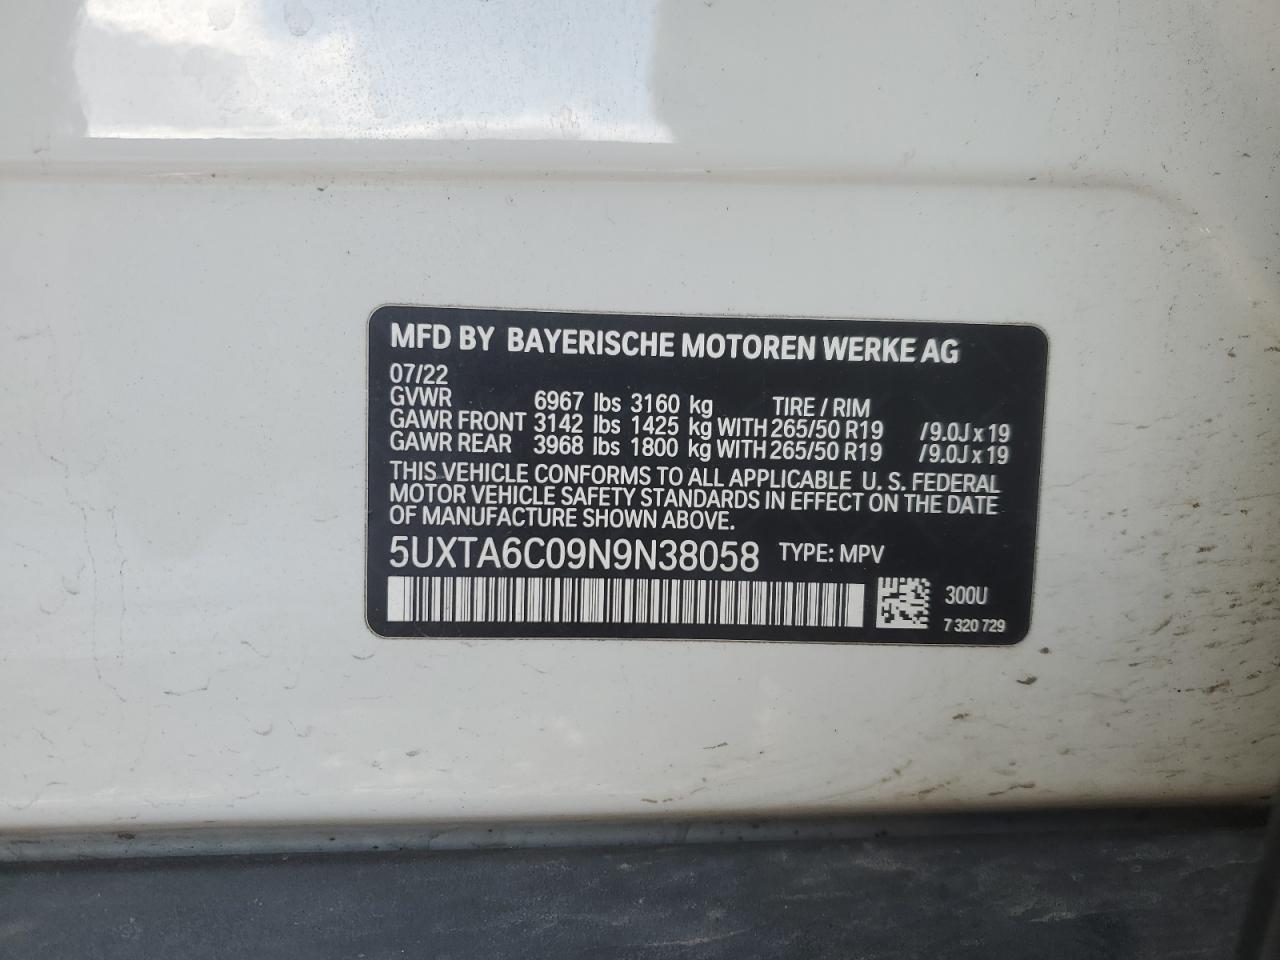 MFD BY BAYERISCHE MOTOREN WERKE AG
07/22
GVWR 6967 lbs 3160 kg TIRE / RIM
GAWR FRONT 3142 lbs 1425 kg WITH 265/50 R19 /9.0J x 19
GAWR REAR 3968 lbs 1800 kg WITH 265/50 R19 /9.0J x 19
THIS VEHICLE CONFORMS TO ALL APPLICABLE U. S. FEDERAL
MOTOR VEHICLE SAFETY STANDARDS IN EFFECT ON THE DATE
OF MANUFACTURE SHOWN ABOVE.
5UXTA6C09N9N38058 TYPE: MPV
300U
7 320 729